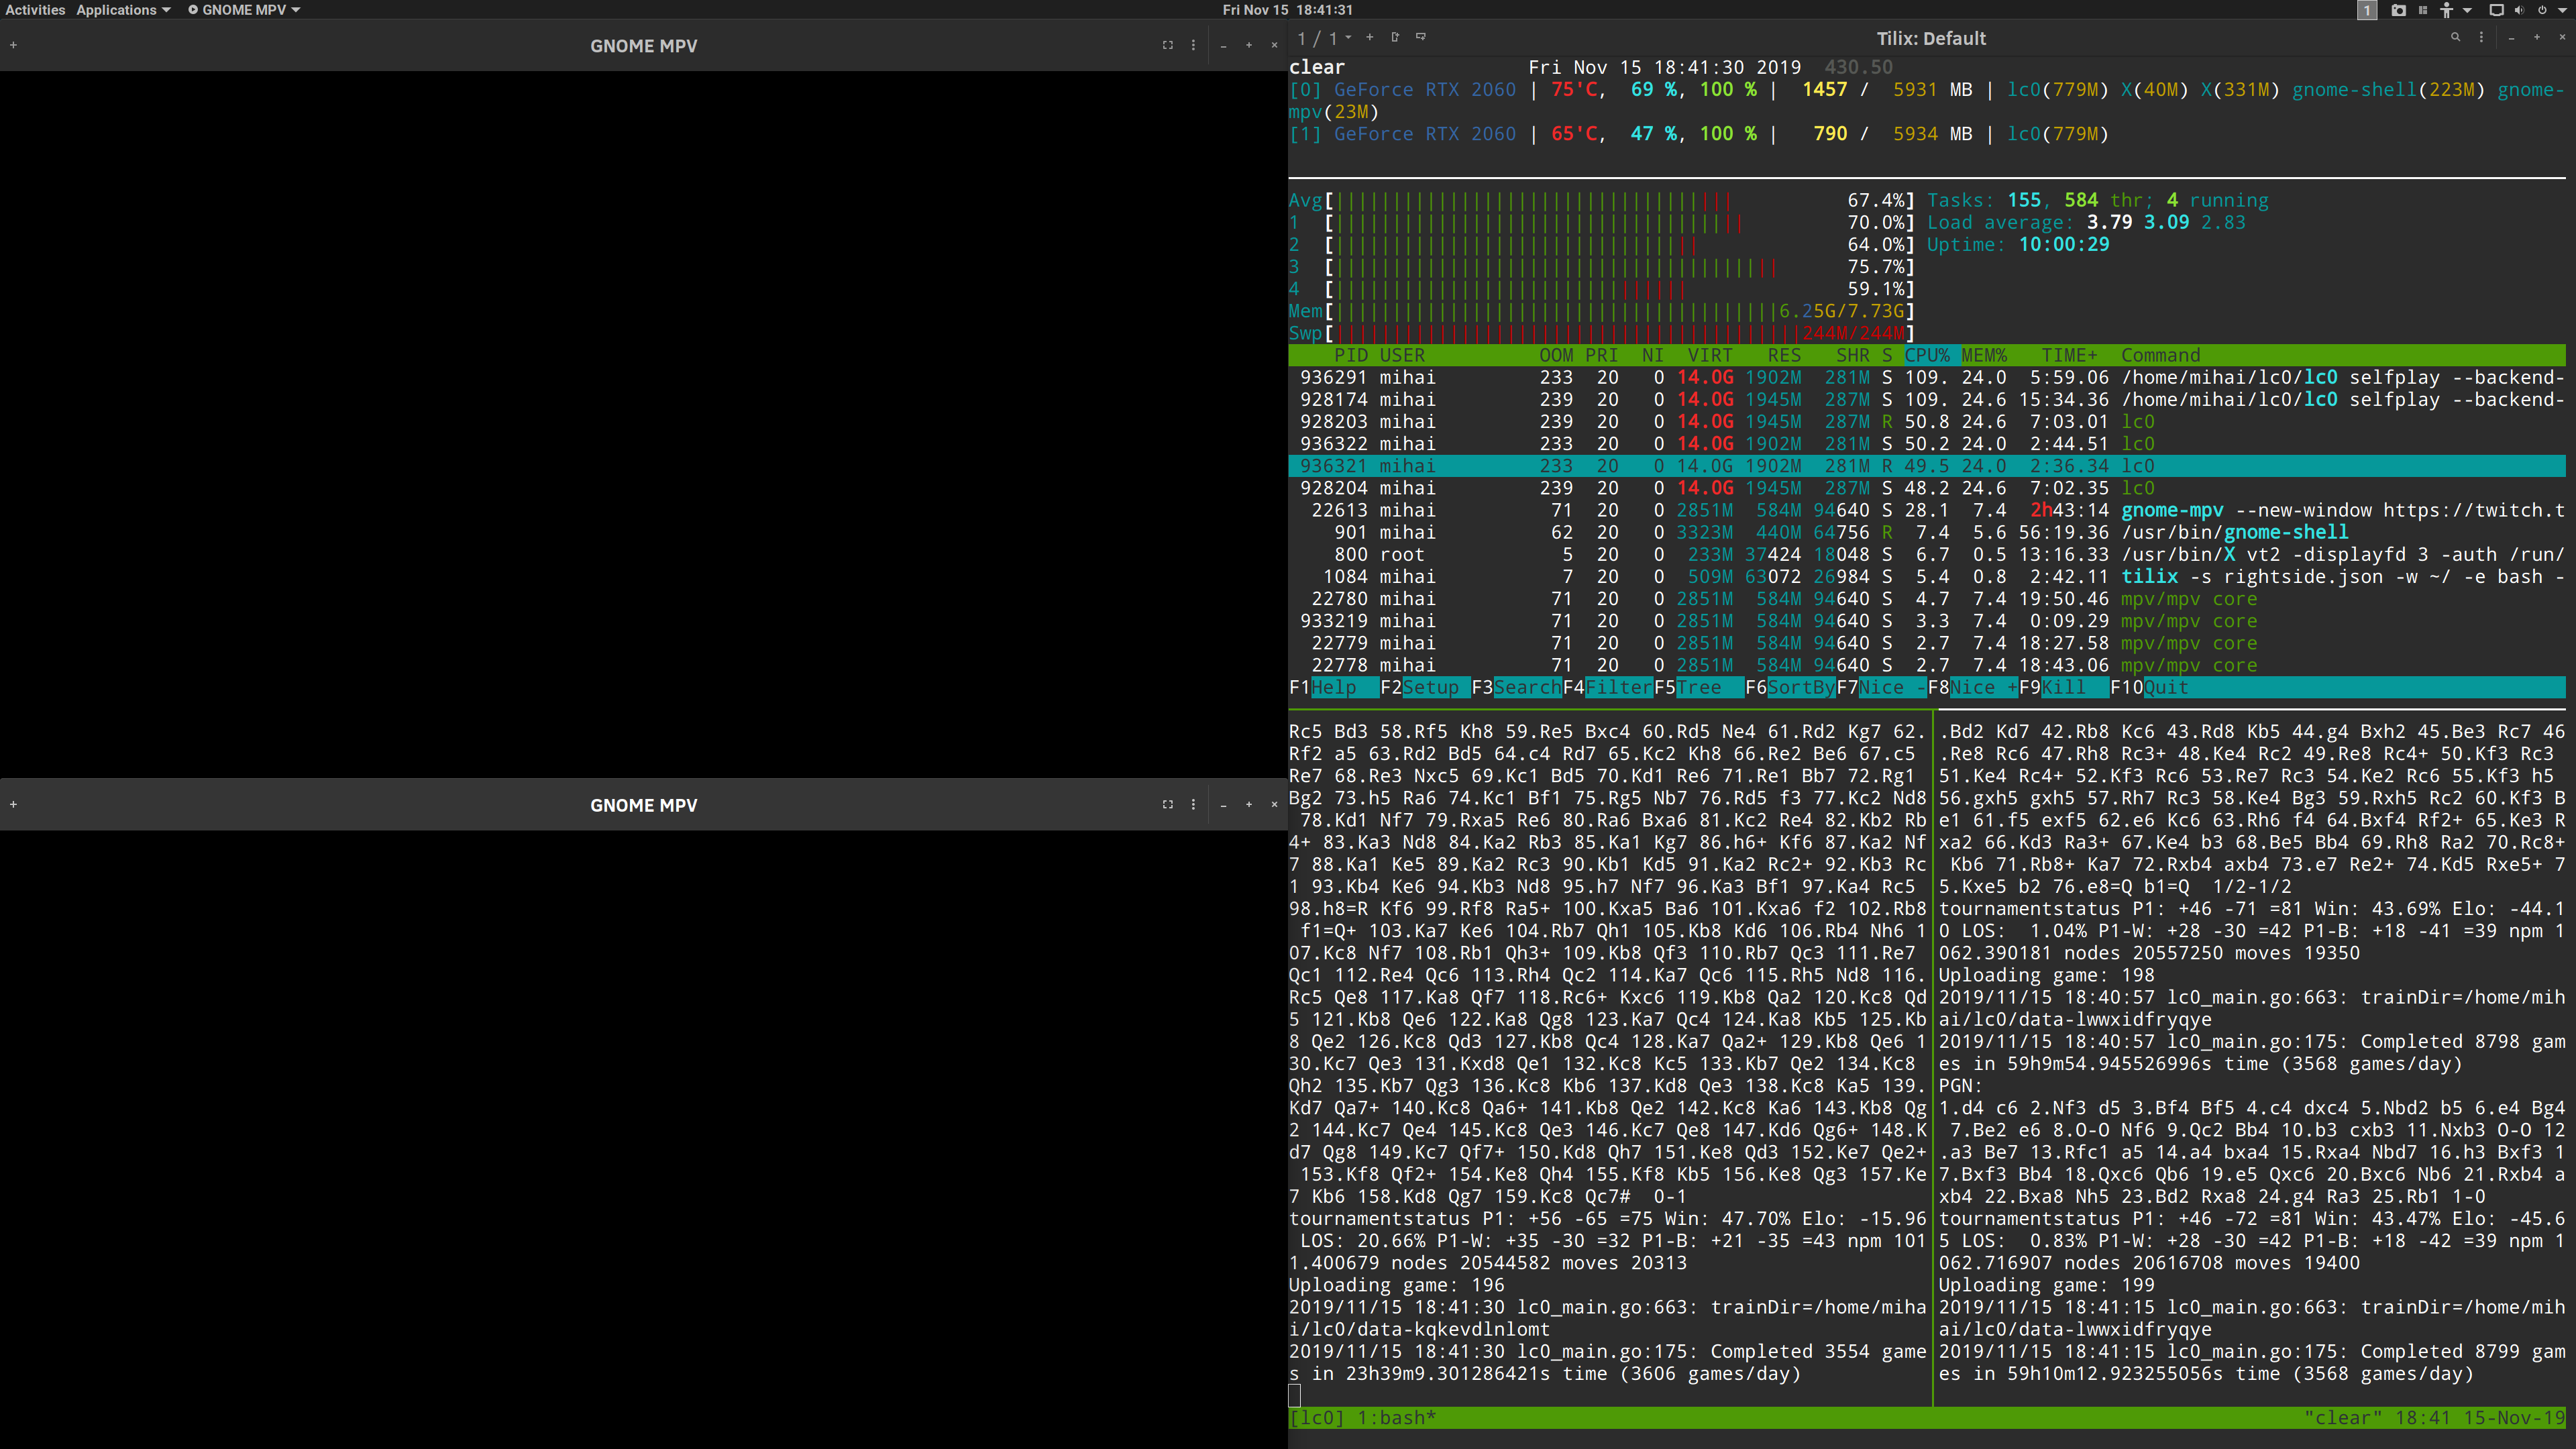 Activities Applications GNOME MPV Fri Nov 15 18:41:31 1
GNOME MPV
GNOME MPV
1 / 1 Tilix: Default
clear Fri Nov 15 18:41:30 2019 430.50
[0] GeForce RTX 2060 | 75'C, 69 %, 100 % | 1457 / 5931 MB | lc0(779M) X(40M) X(331M) gnome-shell(223M) gnome-
mpv(23M)
[1] GeForce RTX 2060 | 65'C, 47 %, 100 % | 790 / 5934 MB | lc0(779M)
Avg[ 67.4%] Tasks: 155, 584 thr; 4 running
1 [ 70.0%] Load average: 3.79 3.09 2.83
2 [ 64.0%] Uptime: 10:00:29
3 [ 75.7%]
4 [ 59.1%]
Mem[ 6.25G/7.73G]
Swp[ 244M/244M]
PID USER OOM PRI NI VIRT RES SHR S CPU% MEM% TIME+ Command
936291 mihai 233 20 0 14.0G 1902M 281M S 109. 24.0 5:59.06 /home/mihai/lc0/lc0 selfplay --backend-
928174 mihai 239 20 0 14.0G 1945M 287M S 109. 24.6 15:34.36 /home/mihai/lc0/lc0 selfplay --backend-
928203 mihai 239 20 0 14.0G 1945M 287M R 50.8 24.6 7:03.01 lc0
936322 mihai 233 20 0 14.0G 1902M 281M S 50.2 24.0 2:44.51 lc0
936321 mihai 233 20 0 14.0G 1902M 281M R 49.5 24.0 2:36.34 lc0
928204 mihai 239 20 0 14.0G 1945M 287M S 48.2 24.6 7:02.35 lc0
22613 mihai 71 20 0 2851M 584M 94640 S 28.1 7.4 2h43:14 gnome-mpv --new-window https://twitch.t
901 mihai 62 20 0 3323M 440M 64756 R 7.4 5.6 56:19.36 /usr/bin/gnome-shell
800 root 5 20 0 233M 37424 18048 S 6.7 0.5 13:16.33 /usr/bin/X vt2 -displayfd 3 -auth /run/
1084 mihai 7 20 0 509M 63072 26984 S 5.4 0.8 2:42.11 tilix -s rightside.json -w ~/ -e bash -
22780 mihai 71 20 0 2851M 584M 94640 S 4.7 7.4 19:50.46 mpv/mpv core
933219 mihai 71 20 0 2851M 584M 94640 S 3.3 7.4 0:09.29 mpv/mpv core
22779 mihai 71 20 0 2851M 584M 94640 S 2.7 7.4 18:27.58 mpv/mpv core
22778 mihai 71 20 0 2851M 584M 94640 S 2.7 7.4 18:43.06 mpv/mpv core
F1Help F2Setup F3SearchF4FilterF5Tree F6SortByF7Nice -F8Nice +F9Kill F10Quit
Rc5 Bd3 58.Rf5 Kh8 59.Re5 Bxc4 60.Rd5 Ne4 61.Rd2 Kg7 62.
Rf2 a5 63.Rd2 Bd5 64.c4 Rd7 65.Kc2 Kh8 66.Re2 Be6 67.c5
Re7 68.Re3 Nxc5 69.Kc1 Bd5 70.Kd1 Re6 71.Re1 Bb7 72.Rg1
Bg2 73.h5 Ra6 74.Kc1 Bf1 75.Rg5 Nb7 76.Rd5 f3 77.Kc2 Nd8
78.Kd1 Nf7 79.Rxa5 Re6 80.Ra6 Bxa6 81.Kc2 Re4 82.Kb2 Rb
4+ 83.Ka3 Nd8 84.Ka2 Rb3 85.Ka1 Kg7 86.h6+ Kf6 87.Ka2 Nf
7 88.Ka1 Ke5 89.Ka2 Rc3 90.Kb1 Kd5 91.Ka2 Rc2+ 92.Kb3 Rc
1 93.Kb4 Ke6 94.Kb3 Nd8 95.h7 Nf7 96.Ka3 Bf1 97.Ka4 Rc5
98.h8=R Kf6 99.Rf8 Ra5+ 100.Kxa5 Ba6 101.Kxa6 f2 102.Rb8
f1=Q+ 103.Ka7 Ke6 104.Rb7 Qh1 105.Kb8 Kd6 106.Rb4 Nh6 1
07.Kc8 Nf7 108.Rb1 Qh3+ 109.Kb8 Qf3 110.Rb7 Qc3 111.Re7
Qc1 112.Re4 Qc6 113.Rh4 Qc2 114.Ka7 Qc6 115.Rh5 Nd8 116.
Rc5 Qe8 117.Ka8 Qf7 118.Rc6+ Kxc6 119.Kb8 Qa2 120.Kc8 Qd
5 121.Kb8 Qe6 122.Ka8 Qg8 123.Ka7 Qc4 124.Ka8 Kb5 125.Kb
8 Qe2 126.Kc8 Qd3 127.Kb8 Qc4 128.Ka7 Qa2+ 129.Kb8 Qe6 1
30.Kc7 Qe3 131.Kxd8 Qe1 132.Kc8 Kc5 133.Kb7 Qe2 134.Kc8
Qh2 135.Kb7 Qg3 136.Kc8 Kb6 137.Kd8 Qe3 138.Kc8 Ka5 139.
Kd7 Qa7+ 140.Kc8 Qa6+ 141.Kb8 Qe2 142.Kc8 Ka6 143.Kb8 Qg
2 144.Kc7 Qe4 145.Kc8 Qe3 146.Kc7 Qe8 147.Kd6 Qg6+ 148.K
d7 Qg8 149.Kc7 Qf7+ 150.Kd8 Qh7 151.Ke8 Qd3 152.Ke7 Qe2+
153.Kf8 Qf2+ 154.Ke8 Qh4 155.Kf8 Kb5 156.Ke8 Qg3 157.Ke
7 Kb6 158.Kd8 Qg7 159.Kc8 Qc7# 0-1
tournamentstatus P1: +56 -65 =75 Win: 47.70% Elo: -15.96
LOS: 20.66% P1-W: +35 -30 =32 P1-B: +21 -35 =43 npm 101
1.400679 nodes 20544582 moves 20313
Uploading game: 196
2019/11/15 18:41:30 lc0_main.go:663: trainDir=/home/miha
i/lc0/data-kqkevdlnlomt
2019/11/15 18:41:30 lc0_main.go:175: Completed 3554 game
s in 23h39m9.301286421s time (3606 games/day)
.Bd2 Kd7 42.Rb8 Kc6 43.Rd8 Kb5 44.g4 Bxh2 45.Be3 Rc7 46
.Re8 Rc6 47.Rh8 Rc3+ 48.Ke4 Rc2 49.Re8 Rc4+ 50.Kf3 Rc3
51.Ke4 Rc4+ 52.Kf3 Rc6 53.Re7 Rc3 54.Ke2 Rc6 55.Kf3 h5
56.gxh5 gxh5 57.Rh7 Rc3 58.Ke4 Bg3 59.Rxh5 Rc2 60.Kf3 B
e1 61.f5 exf5 62.e6 Kc6 63.Rh6 f4 64.Bxf4 Rf2+ 65.Ke3 R
xa2 66.Kd3 Ra3+ 67.Ke4 b3 68.Be5 Bb4 69.Rh8 Ra2 70.Rc8+
Kb6 71.Rb8+ Ka7 72.Rxb4 axb4 73.e7 Re2+ 74.Kd5 Rxe5+ 7
5.Kxe5 b2 76.e8=Q b1=Q 1/2-1/2
tournamentstatus P1: +46 -71 =81 Win: 43.69% Elo: -44.1
0 LOS: 1.04% P1-W: +28 -30 =42 P1-B: +18 -41 =39 npm 1
062.390181 nodes 20557250 moves 19350
Uploading game: 198
2019/11/15 18:40:57 lc0_main.go:663: trainDir=/home/mih
ai/lc0/data-lwwxidfryqye
2019/11/15 18:40:57 lc0_main.go:175: Completed 8798 gam
es in 59h9m54.945526996s time (3568 games/day)
PGN:
1.d4 c6 2.Nf3 d5 3.Bf4 Bf5 4.c4 dxc4 5.Nbd2 b5 6.e4 Bg4
7.Be2 e6 8.O-O Nf6 9.Qc2 Bb4 10.b3 cxb3 11.Nxb3 O-O 12
.a3 Be7 13.Rfc1 a5 14.a4 bxa4 15.Rxa4 Nbd7 16.h3 Bxf3 1
7.Bxf3 Bb4 18.Qxc6 Qb6 19.e5 Qxc6 20.Bxc6 Nb6 21.Rxb4 a
xb4 22.Bxa8 Nh5 23.Bd2 Rxa8 24.g4 Ra3 25.Rb1 1-0
tournamentstatus P1: +46 -72 =81 Win: 43.47% Elo: -45.6
5 LOS: 0.83% P1-W: +28 -30 =42 P1-B: +18 -42 =39 npm 1
062.716907 nodes 20616708 moves 19400
Uploading game: 199
2019/11/15 18:41:15 lc0_main.go:663: trainDir=/home/mih
ai/lc0/data-lwwxidfryqye
2019/11/15 18:41:15 lc0_main.go:175: Completed 8799 gam
es in 59h10m12.923255056s time (3568 games/day)
[lc0] 1:bash* "clear" 18:41 15-Nov-19